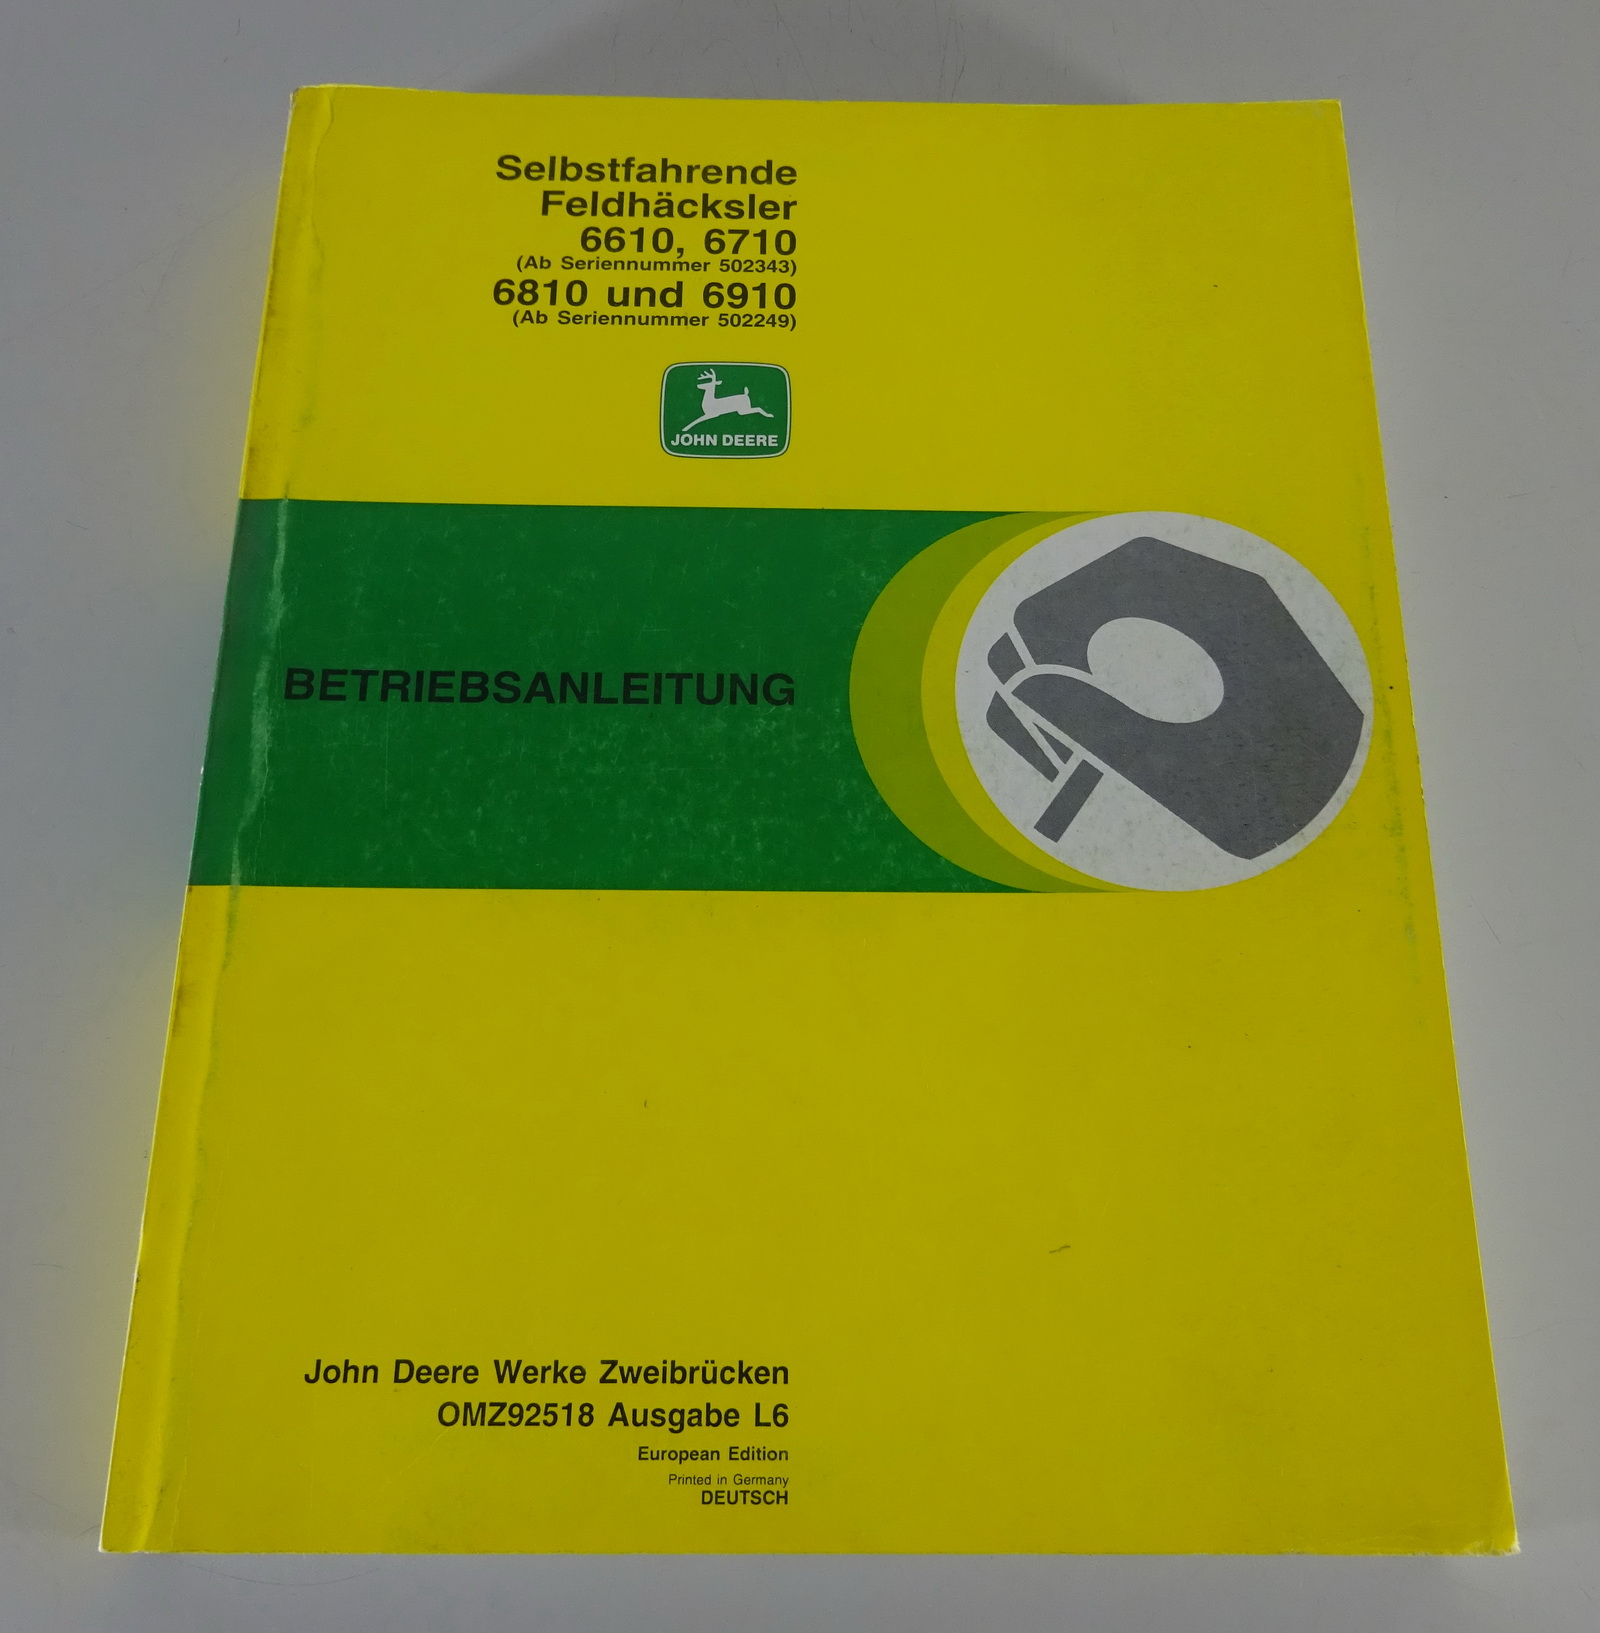 Selbstfahrende
Feldhäcksler
6610, 6710
(Ab Seriennummer 502343)
6810 und 6910
(Ab Seriennummer 502249)
JOHN DEERE
BETRIEBSANLEITUNG
John Deere Werke Zweibrücken
OMZ92518 Ausgabe L6
European Edition
Printed in Germany
DEUTSCH